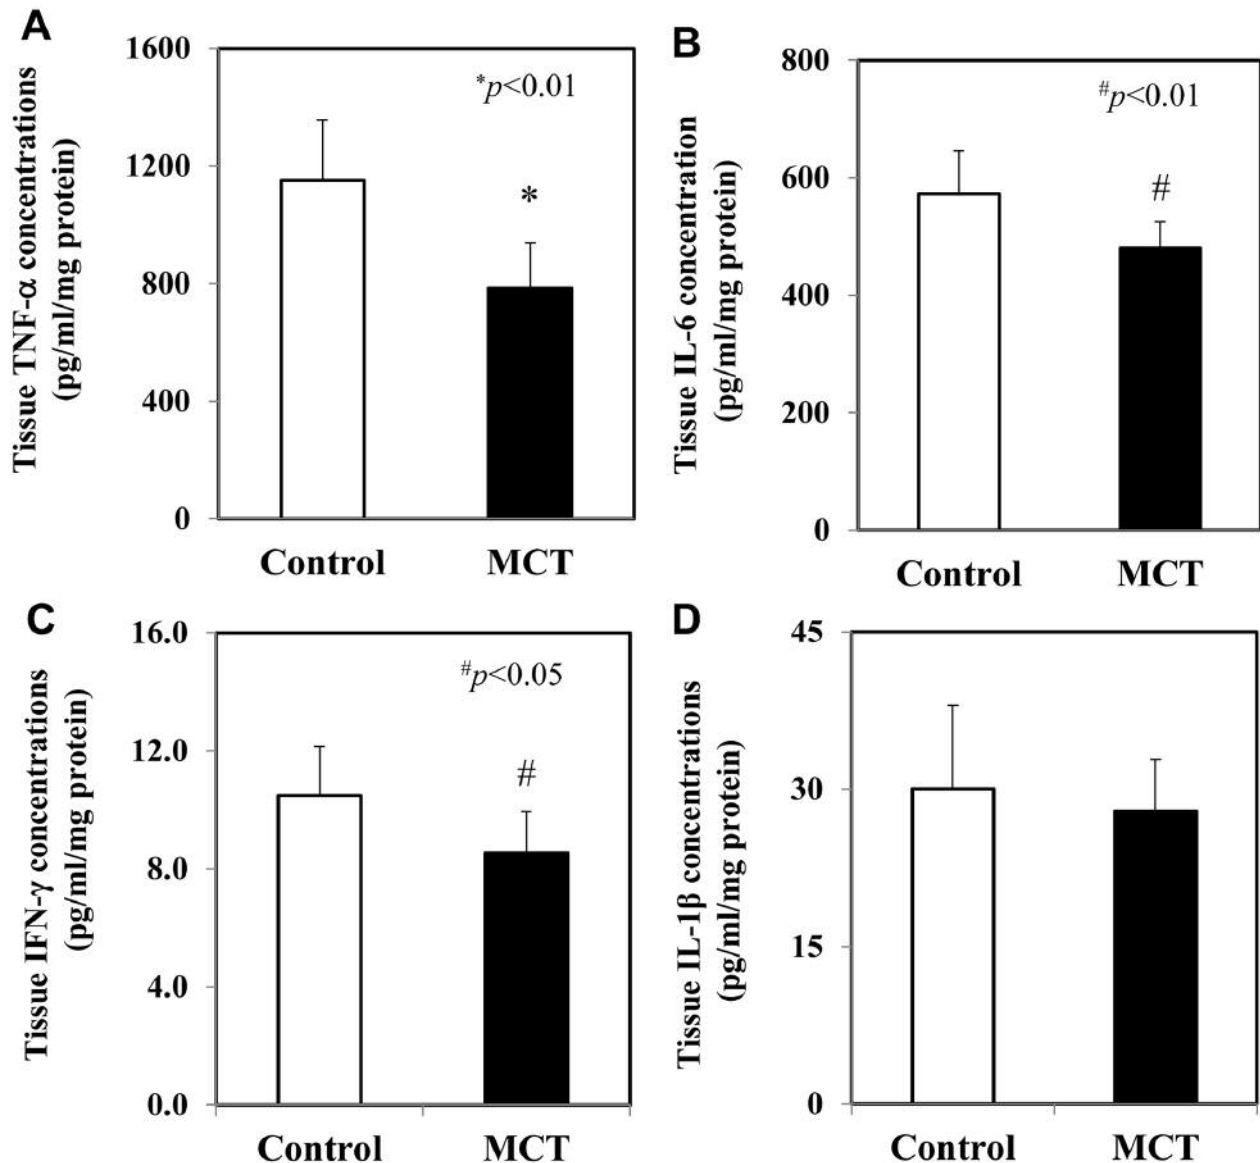 A
Tissue TNF-α concentrations
(pg/ml/mg protein)
1600
1200
800
400
0
*p<0.01
*
Control MCT
B
Tissue IL-6 concentration
(pg/ml/mg protein)
800
600
400
200
0
#p<0.01
#
Control MCT
C
Tissue IFN-γ concentrations
(pg/ml/mg protein)
16.0
12.0
8.0
4.0
0.0
#p<0.05
#
Control MCT
D
Tissue IL-1β concentrations
(pg/ml/mg protein)
45
30
15
0
Control MCT